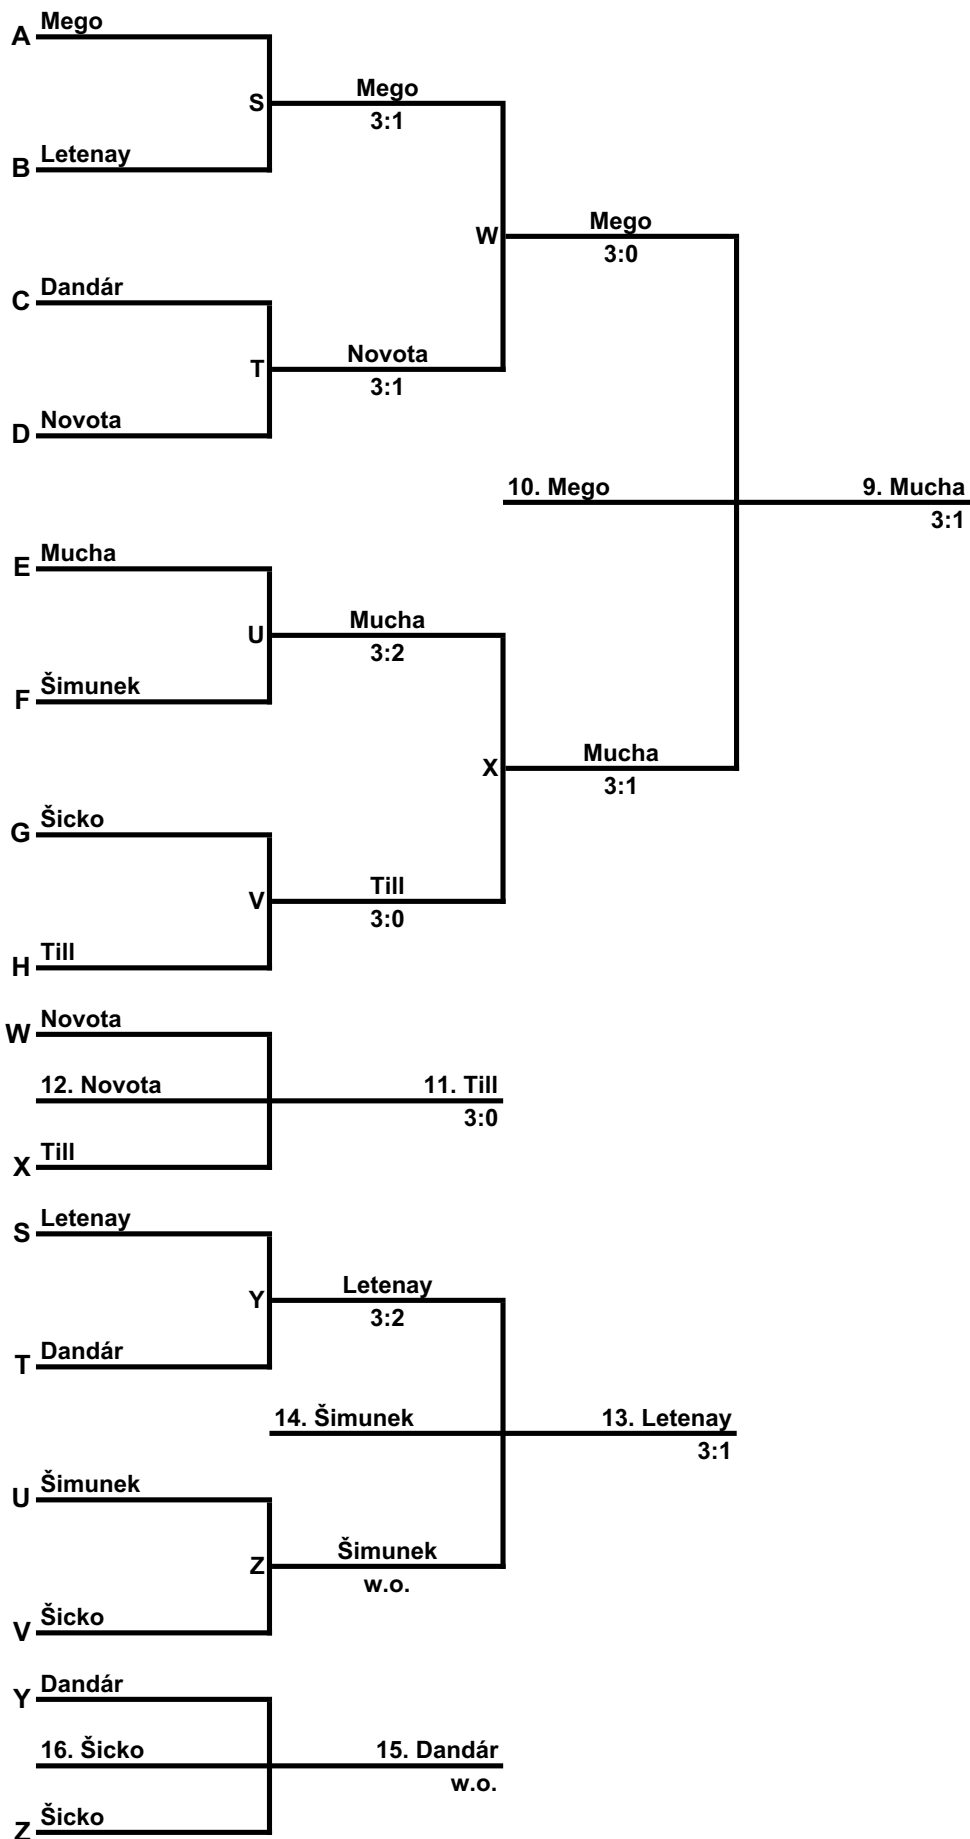 A Mego
S Mego
3:1
B Letenay
W Mego
3:0
C Dandár
T Novota
3:1
D Novota
10. Mego 9. Mucha
3:1
E Mucha
U Mucha
3:2
F Šimunek
X Mucha
3:1
G Šicko
V Till
3:0
H Till
W Novota
12. Novota 11. Till
3:0
X Till
S Letenay
Y Letenay
3:2
T Dandár
14. Šimunek 13. Letenay
3:1
U Šimunek
Z Šimunek
w.o.
V Šicko
Y Dandár
16. Šicko 15. Dandár
w.o.
Z Šicko